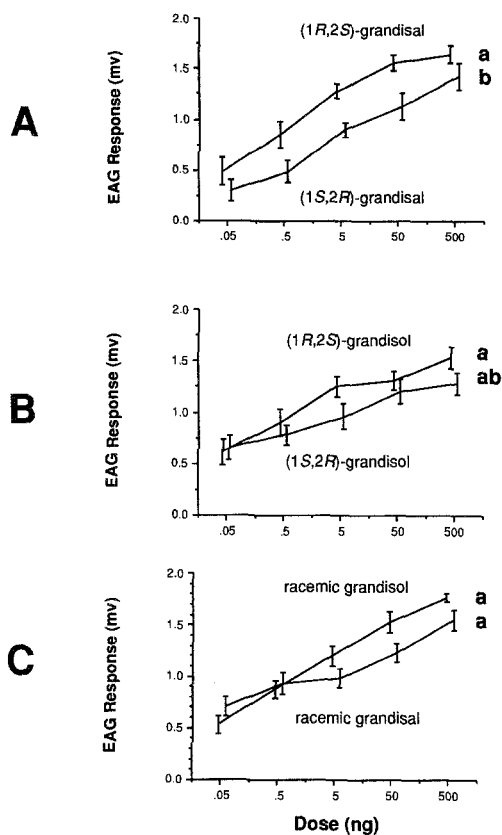 A
EAG Response (mv)
2.0
1.5
1.0
0.5
0.0
(1R,2S)-grandisal
a
b
(1S,2R)-grandisal
.05 .5 5 50 500
B
EAG Response (mv)
2.0
1.5
1.0
0.5
0.0
(1R,2S)-grandisol
a
ab
(1S,2R)-grandisol
.05 .5 5 50 500
C
EAG Response (mv)
2.0
1.5
1.0
0.5
0.0
racemic grandisol
a
a
racemic grandisal
.05 .5 5 50 500
Dose (ng)